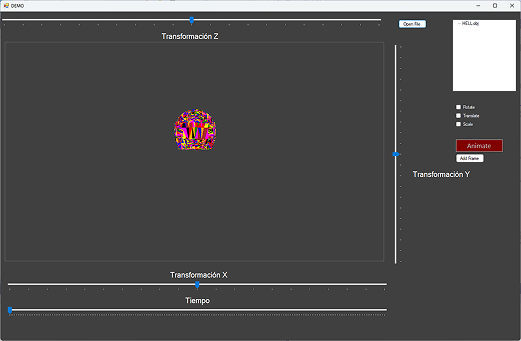 DEMO
Transformación Z
Open File
HELL.obj
Rotate
Translate
Scale
Animate
Add Frame
Transformación Y
Transformación X
Tiempo